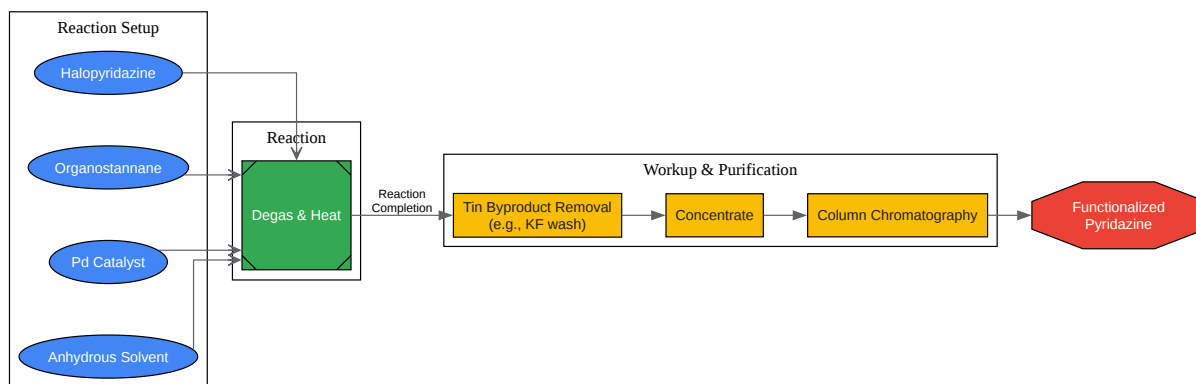 Reaction Setup
Halopyridazine
Organostannane
Pd Catalyst
Anhydrous Solvent
Reaction
Degas & Heat
Reaction
Completion
Workup & Purification
Tin Byproduct Removal
(e.g., KF wash)
Concentrate
Column Chromatography
Functionalized
Pyridazine